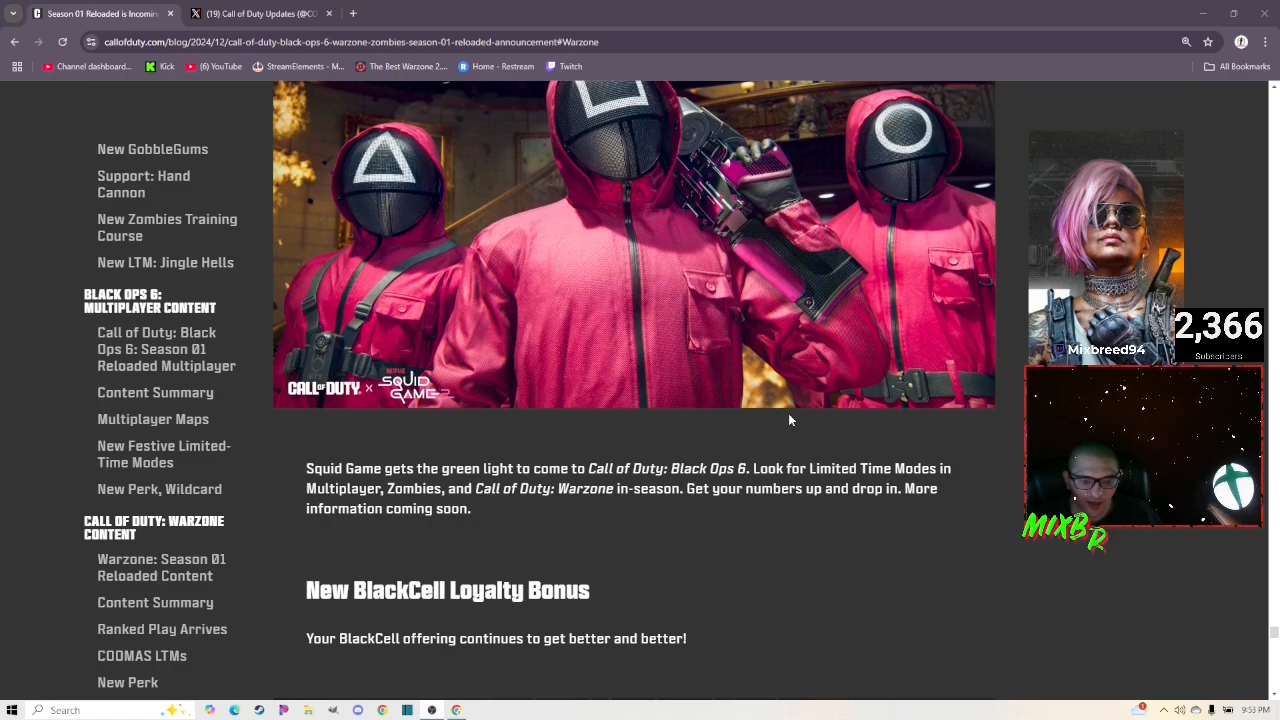 Season 01 Reloaded is Incomin
(19) Call of Duty Updates (@CO
callofduty.com/blog/2024/12/call-of-duty-black-ops-6-warzone-zombies-season-01-reloaded-announcement#Warzone
Channel dashboard...
Kick
(6) YouTube
StreamElements - M...
The Best Warzone 2....
Home - Restream
Twitch
All Bookmarks
New GobbleGums
Support: Hand
Cannon
New Zombies Training
Course
New LTM: Jingle Hells
BLACK OPS 6:
MULTIPLAYER CONTENT
Call of Duty: Black
Ops 6: Season 01
Reloaded Multiplayer
Content Summary
Multiplayer Maps
New Festive Limited-
Time Modes
New Perk, Wildcard
CALL OF DUTY: WARZONE
CONTENT
Warzone: Season 01
Reloaded Content
Content Summary
Ranked Play Arrives
CODMAS LTMs
New Perk
CALL OF DUTY x NETFLIX SQUID GAME 2
Squid Game gets the green light to come to Call of Duty: Black Ops 6. Look for Limited Time Modes in
Multiplayer, Zombies, and Call of Duty: Warzone in-season. Get your numbers up and drop in. More
information coming soon.
New BlackCell Loyalty Bonus
Your BlackCell offering continues to get better and better!
Mixbreed94
2,366
Subscribers
MIXB R
Search
9:53 PM